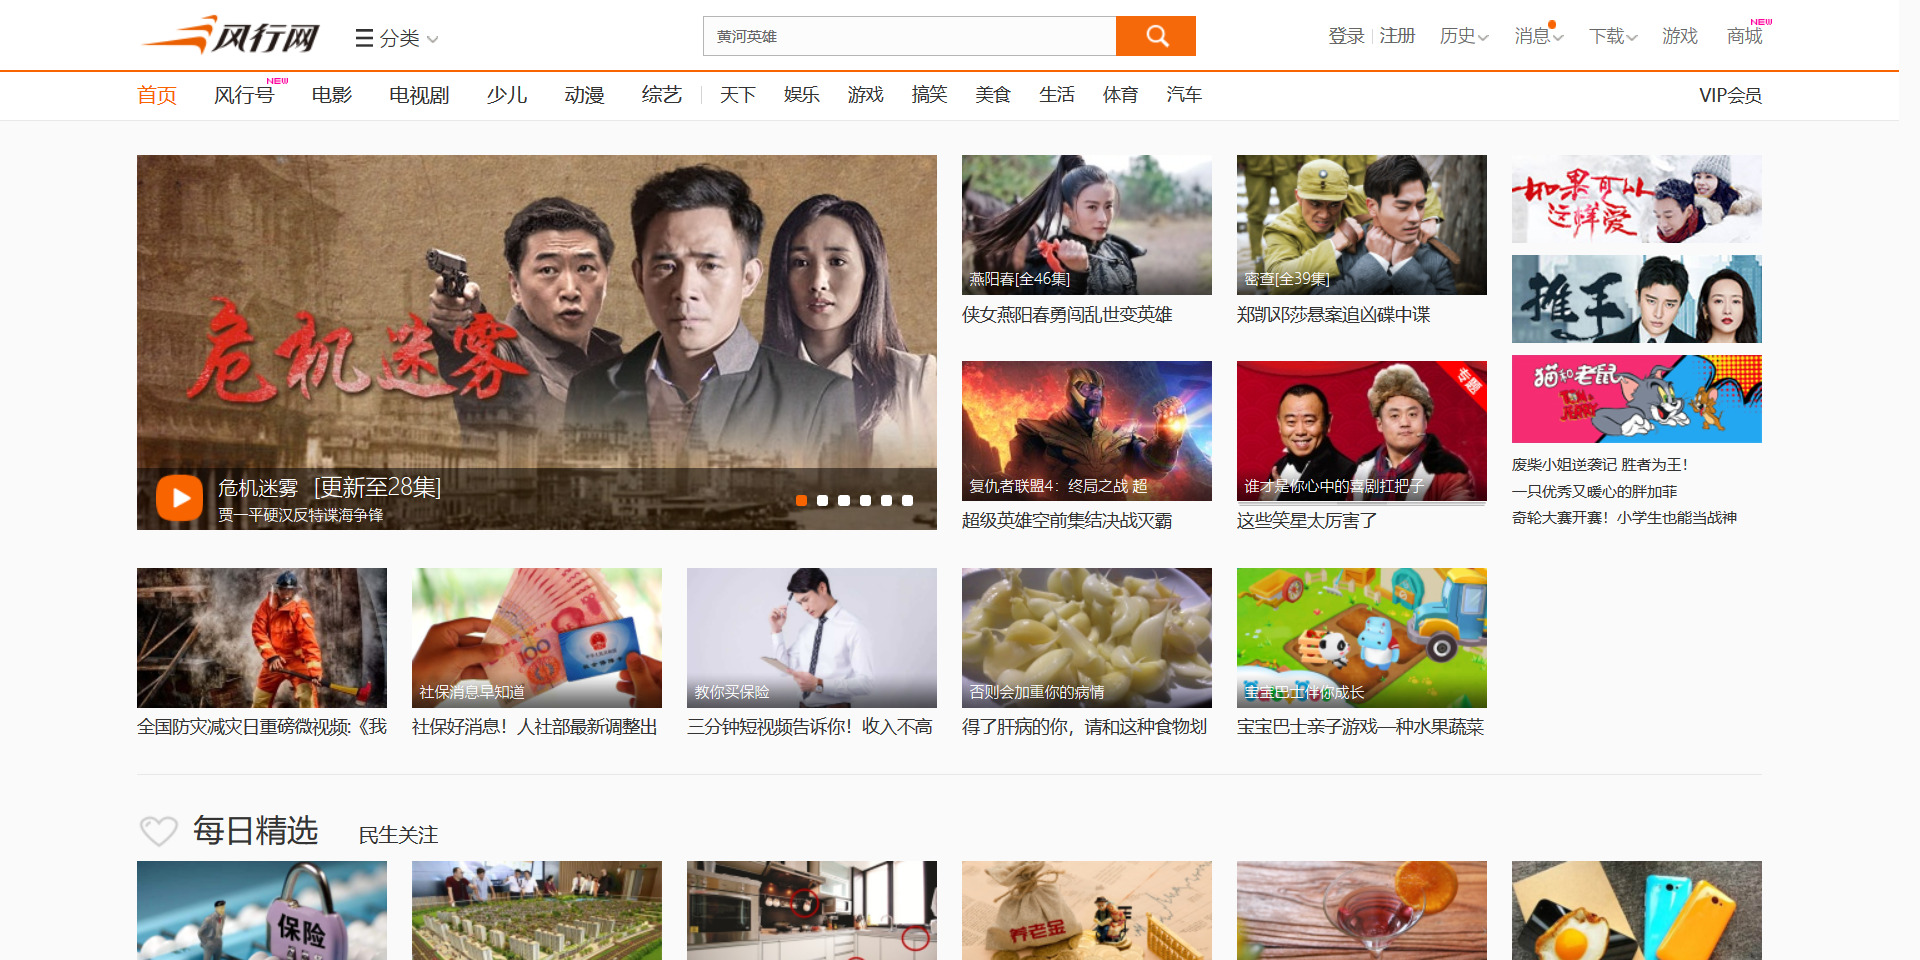 风行网
分类
黄河英雄
登录 注册 历史 消息 下载 游戏 商城 NEW
首页 风行号 NEW 电影 电视剧 少儿 动漫 综艺 天下 娱乐 游戏 搞笑 美食 生活 体育 汽车 VIP会员
危机迷雾
危机迷雾 [更新至28集]
贾一平硬汉反特谍海争锋
燕阳春[全46集]
侠女燕阳春勇闯乱世变英雄
密查[全39集]
郑凯邓莎悬案追凶碟中谍
复仇者联盟4：终局之战 超
超级英雄空前集结决战灭霸
专题
谁才是你心中的喜剧扛把子
这些笑星太厉害了
如果可以这样爱
推手
猫和老鼠
TOM & JERRY
废柴小姐逆袭记 胜者为王！
一只优秀又暖心的胖加菲
奇轮大赛开赛！小学生也能当战神
全国防灾减灾日重磅微视频:《我
社保消息早知道
社保好消息！人社部最新调整出
教你买保险
三分钟短视频告诉你！收入不高
否则会加重你的病情
得了肝病的你，请和这种食物划
宝宝巴士伴你成长
宝宝巴士亲子游戏—种水果蔬菜
每日精选 民生关注
保险
养老金